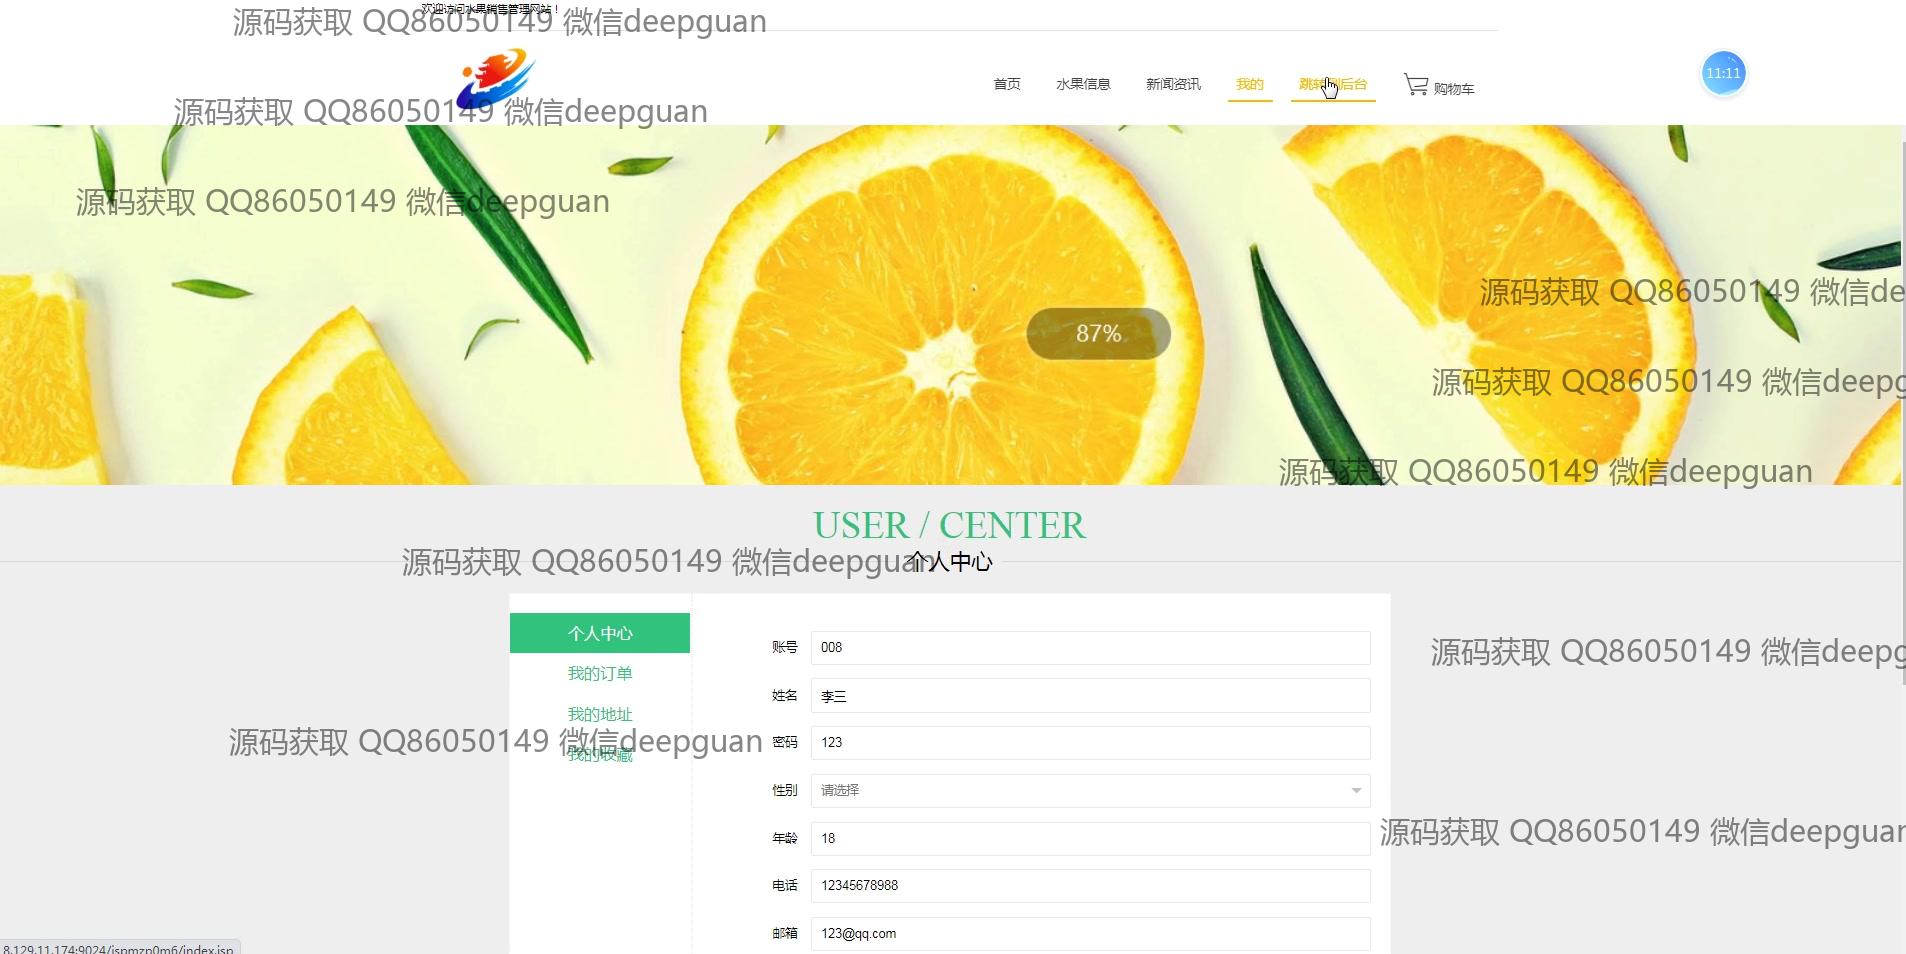 欢迎访问水果销售管理网站！
源码获取 QQ86050149 微信deepguan
首页 水果信息 新闻资讯 我的 跳转到后台 购物车
11:11
源码获取 QQ86050149 微信deepguan
源码获取 QQ86050149 微信deepguan
源码获取 QQ86050149 微信de
87%
源码获取 QQ86050149 微信deepg
源码获取 QQ86050149 微信deepguan
USER / CENTER
源码获取 QQ86050149 微信deepguan
个人中心
个人中心
账号 008
源码获取 QQ86050149 微信deepg
我的订单
姓名 李三
我的地址
源码获取 QQ86050149 微信deepguan
密码 123
我的收藏
性别 请选择
年龄 18
源码获取 QQ86050149 微信deepguan
电话 12345678988
邮箱 123@qq.com
8.129.11.174:9024/jspmzp0m6/index.jsp